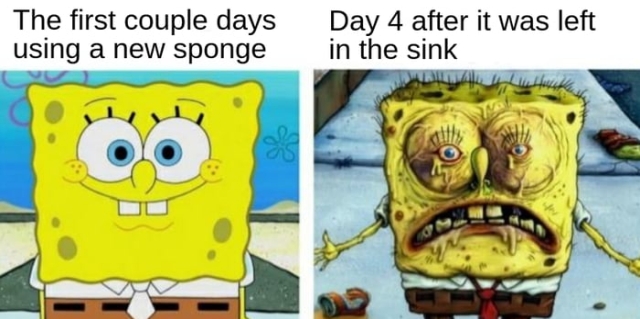 The first couple days
using a new sponge
Day 4 after it was left
in the sink